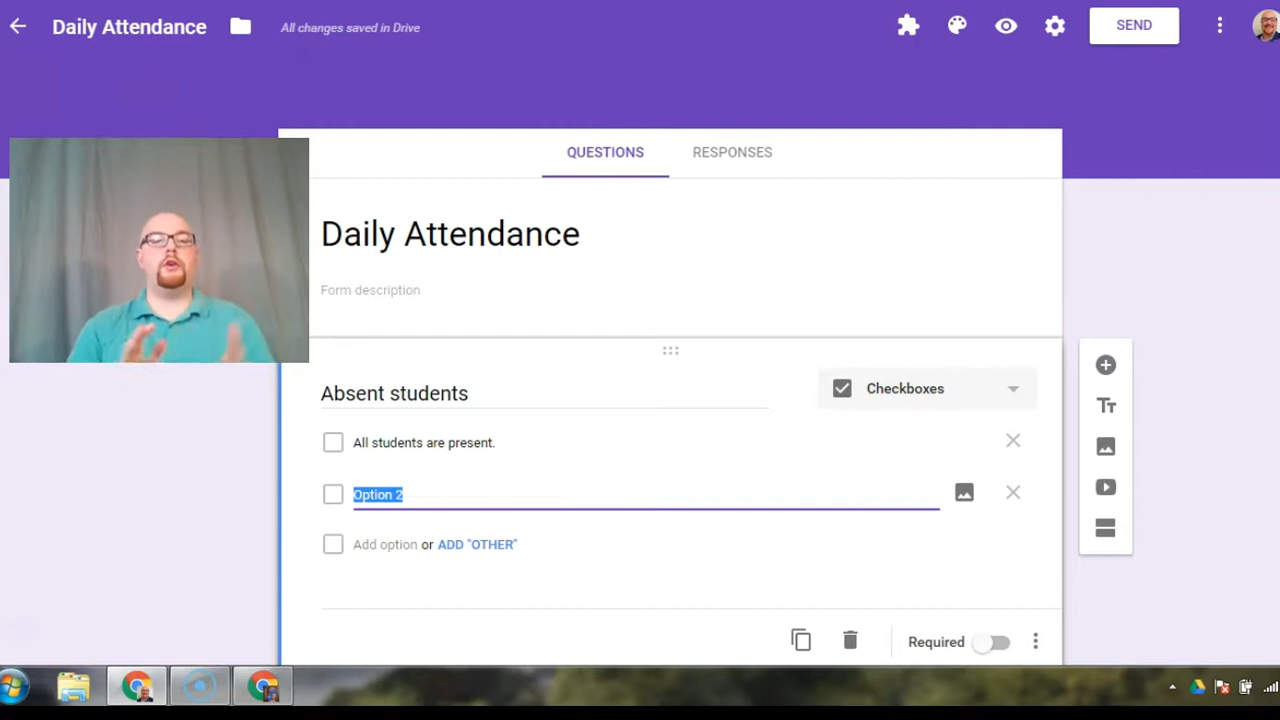 Daily Attendance
All changes saved in Drive
SEND
QUESTIONS
RESPONSES
Daily Attendance
Form description
Absent students
Checkboxes
All students are present.
Option 2
Add option or ADD "OTHER"
Required